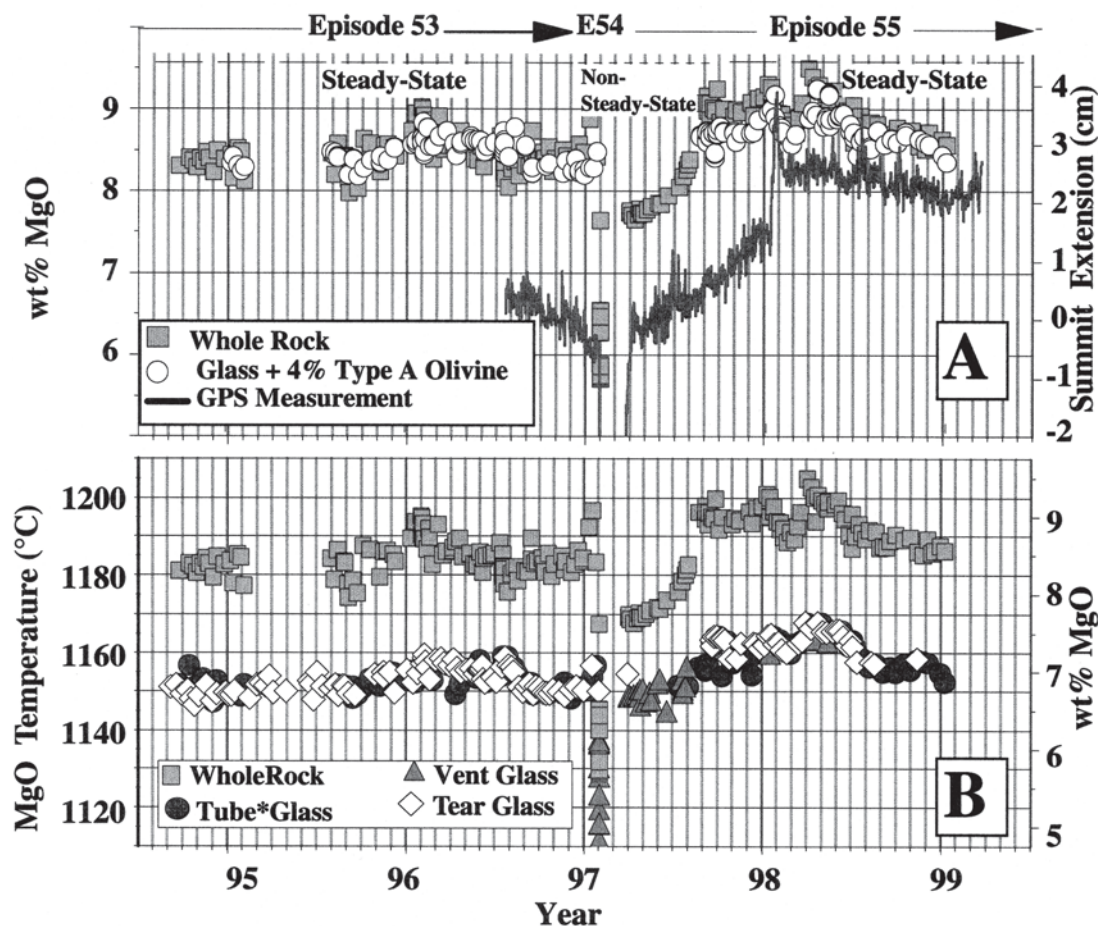 Episode 53 E54 Episode 55
Steady-State Non-Steady-State Steady-State
9
8
7
6
wt% MgO
4
3
2
1
0
-1
-2
Summit Extension (cm)
Whole Rock
Glass + 4% Type A Olivine
GPS Measurement
A
1200
1180
1160
1140
1120
MgO Temperature (°C)
9
8
7
6
5
wt% MgO
WholeRock
Tube*Glass
Vent Glass
Tear Glass
B
95 96 97 98 99
Year